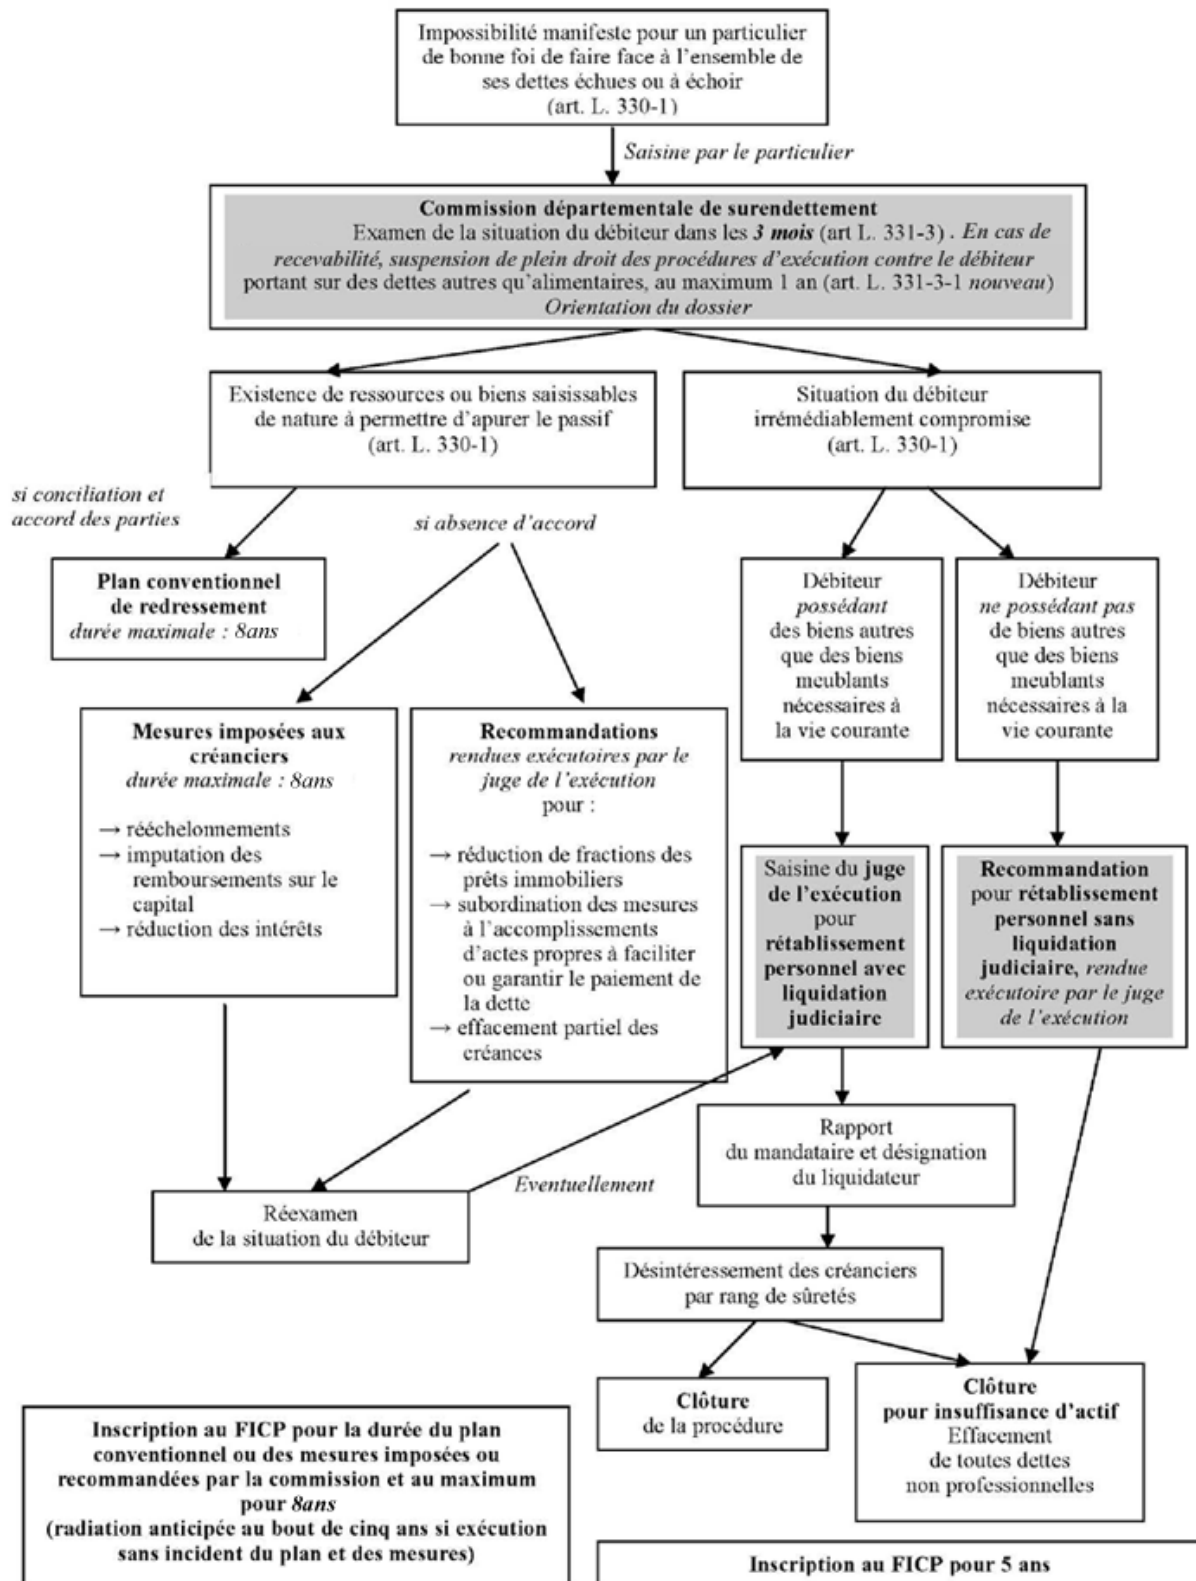 Impossibilité manifeste pour un particulier
de bonne foi de faire face à l'ensemble de
ses dettes échues ou à échoir
(art. L. 330-1)
Saisine par le particulier
Commission départementale de surendettement
Examen de la situation du débiteur dans les 3 mois (art L. 331-3) . En cas de
recevabilité, suspension de plein droit des procédures d'exécution contre le débiteur
portant sur des dettes autres qu'alimentaires, au maximum 1 an (art. L. 331-3-1 nouveau)
Orientation du dossier
Existence de ressources ou biens saisissables
de nature à permettre d'apurer le passif
(art. L. 330-1)
Situation du débiteur
irrémédiablement compromise
(art. L. 330-1)
si conciliation et
accord des parties
si absence d'accord
Plan conventionnel
de redressement
durée maximale : 8ans
Débiteur
possédant
des biens autres
que des biens
meublants
nécessaires à
la vie courante
Débiteur
ne possédant pas
de biens autres
que des biens
meublants
nécessaires à la
vie courante
Mesures imposées aux
créanciers
durée maximale : 8ans
→ rééchelonnements
→ imputation des
remboursements sur le
capital
→ réduction des intérêts
Recommandations
rendues exécutoires par le
juge de l'exécution
pour :
→ réduction de fractions des
prêts immobiliers
→ subordination des mesures
à l'accomplissements
d'actes propres à faciliter
ou garantir le paiement de
la dette
→ effacement partiel des
créances
Saisine du juge
de l'exécution
pour
rétablissement
personnel avec
liquidation
judiciaire
Recommandation
pour rétablissement
personnel sans
liquidation
judiciaire, rendue
exécutoire par le juge
de l'exécution
Rapport
du mandataire et désignation
du liquidateur
Eventuellement
Réexamen
de la situation du débiteur
Désintéressement des créanciers
par rang de sûretés
Clôture
de la procédure
Clôture
pour insuffisance d'actif
Effacement
de toutes dettes
non professionnelles
Inscription au FICP pour la durée du plan
conventionnel ou des mesures imposées ou
recommandées par la commission et au maximum
pour 8ans
(radiation anticipée au bout de cinq ans si exécution
sans incident du plan et des mesures)
Inscription au FICP pour 5 ans